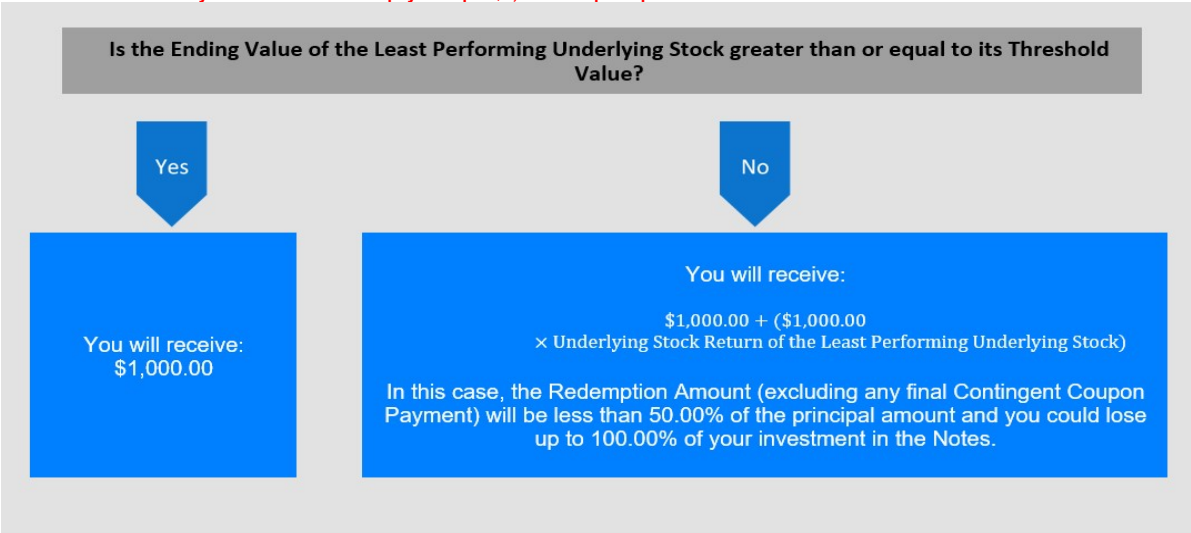 Is the Ending Value of the Least Performing Underlying Stock greater than or equal to its Threshold
Value?
Yes
No
You will receive:
$1,000.00
You will receive:
$1,000.00 + ($1,000.00
× Underlying Stock Return of the Least Performing Underlying Stock)
In this case, the Redemption Amount (excluding any final Contingent Coupon
Payment) will be less than 50.00% of the principal amount and you could lose
up to 100.00% of your investment in the Notes.